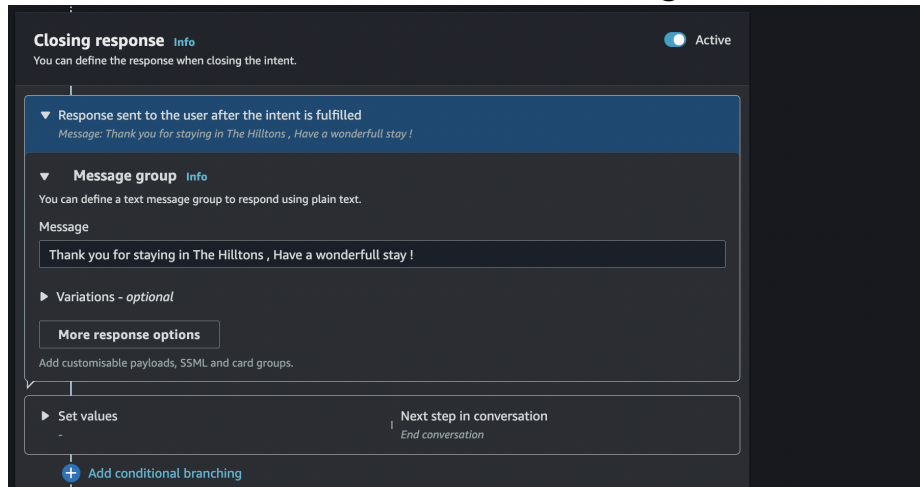 Closing response Info
Active
You can define the response when closing the intent.
Response sent to the user after the intent is fulfilled
Message: Thank you for staying in The Hilltons , Have a wonderfull stay !
Message group Info
You can define a text message group to respond using plain text.
Message
Thank you for staying in The Hilltons , Have a wonderfull stay !
Variations - optional
More response options
Add customisable payloads, SSML and card groups.
Set values
-
Next step in conversation
End conversation
Add conditional branching